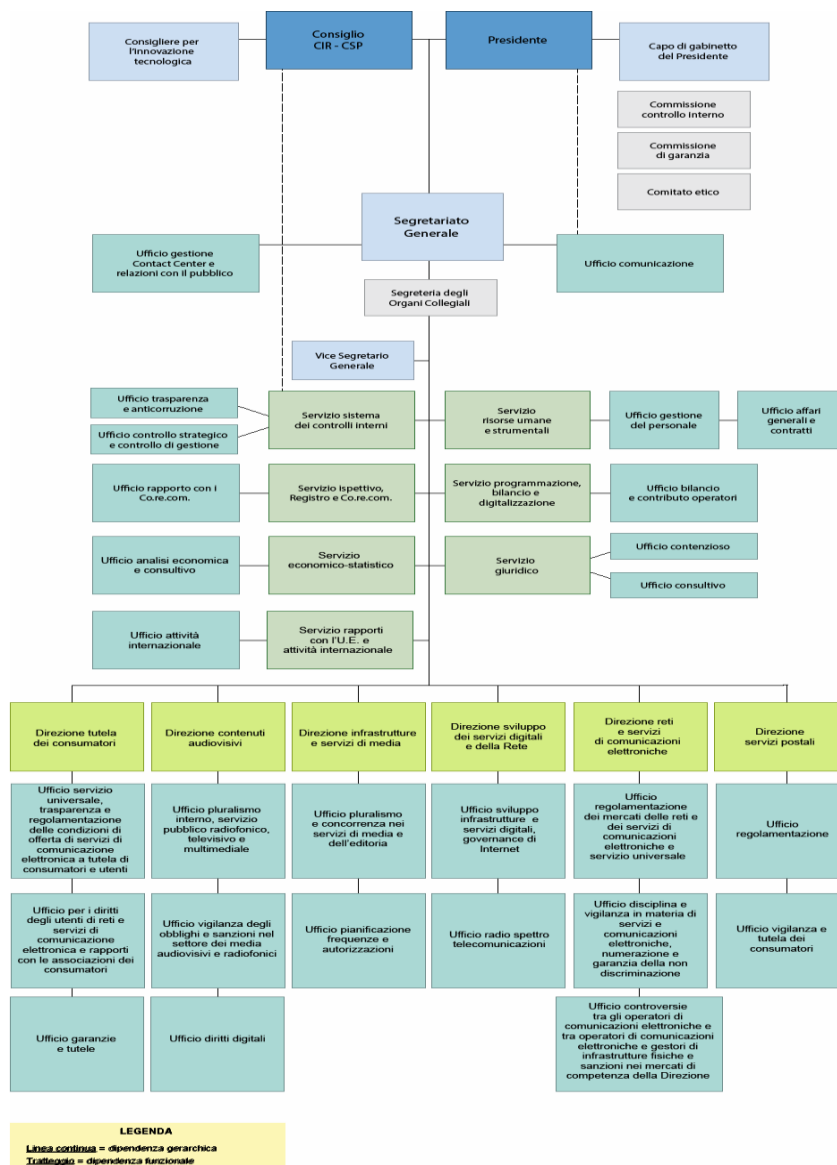 Consigliere per
l'innovazione
tecnologica
Consiglio
CIR - CSP
Presidente
Capo di gabinetto
del Presidente
Commissione
controllo interno
Commissione
di garanzia
Comitato etico
Segretariato
Generale
Ufficio gestione
Contact Center e
relazioni con il pubblico
Ufficio comunicazione
Segreteria degli
Organi Collegiali
Vice Segretario
Generale
Ufficio trasparenza
e anticorruzione
Ufficio controllo strategico
e controllo di gestione
Servizio sistema
dei controlli interni
Servizio
risorse umane
e strumentali
Ufficio gestione
del personale
Ufficio affari
generali e
contratti
Ufficio rapporto con i
Co.re.com.
Servizio ispettivo,
Registro e Co.re.com.
Servizio programmazione,
bilancio e
digitalizzazione
Ufficio bilancio
e contributo operatori
Ufficio analisi economica
e consultivo
Servizio
economico-statistico
Servizio
giuridico
Ufficio contenzioso
Ufficio consultivo
Ufficio attività
internazionale
Servizio rapporti
con l'U.E. e
attività internazionale
Direzione tutela
dei consumatori
Direzione contenuti
audiovisivi
Direzione infrastrutture
e servizi di media
Direzione sviluppo
dei servizi digitali
e della Rete
Direzione reti
e servizi
di comunicazioni
elettroniche
Direzione
servizi postali
Ufficio servizio
universale,
trasparenza e
regolamentazione
delle condizioni di
offerta di servizi di
comunicazione
elettronica a tutela di
consumatori e utenti
Ufficio pluralismo
interno, servizio
pubblico radiofonico,
televisivo e
multimediale
Ufficio pluralismo
e concorrenza nei
servizi di media e
dell'editoria
Ufficio sviluppo
infrastrutture e
servizi digitali,
governance di
Internet
Ufficio
regolamentazione
dei mercati delle reti e
dei servizi di
comunicazioni
elettroniche e
servizio universale
Ufficio
regolamentazione
Ufficio per i diritti
degli utenti di reti e
servizi di
comunicazione
elettronica e rapporti
con le associazioni dei
consumatori
Ufficio vigilanza degli
obblighi e sanzioni nel
settore dei media
audiovisivi e radiofonici
Ufficio pianificazione
frequenze e
autorizzazioni
Ufficio radio spettro
telecomunicazioni
Ufficio disciplina e
vigilanza in materia di
servizi e
comunicazioni
elettroniche,
numerazione e
garanzia della non
discriminazione
Ufficio vigilanza e
tutela dei
consumatori
Ufficio garanzie
e tutele
Ufficio diritti digitali
Ufficio controversie
tra gli operatori di
comunicazioni elettroniche e
tra operatori di comunicazioni
elettroniche e gestori di
infrastrutture fisiche e
sanzioni nei mercati di
competenza della Direzione
LEGENDA
Linea continua = dipendenza gerarchica
Tratteggio = dipendenza funzionale